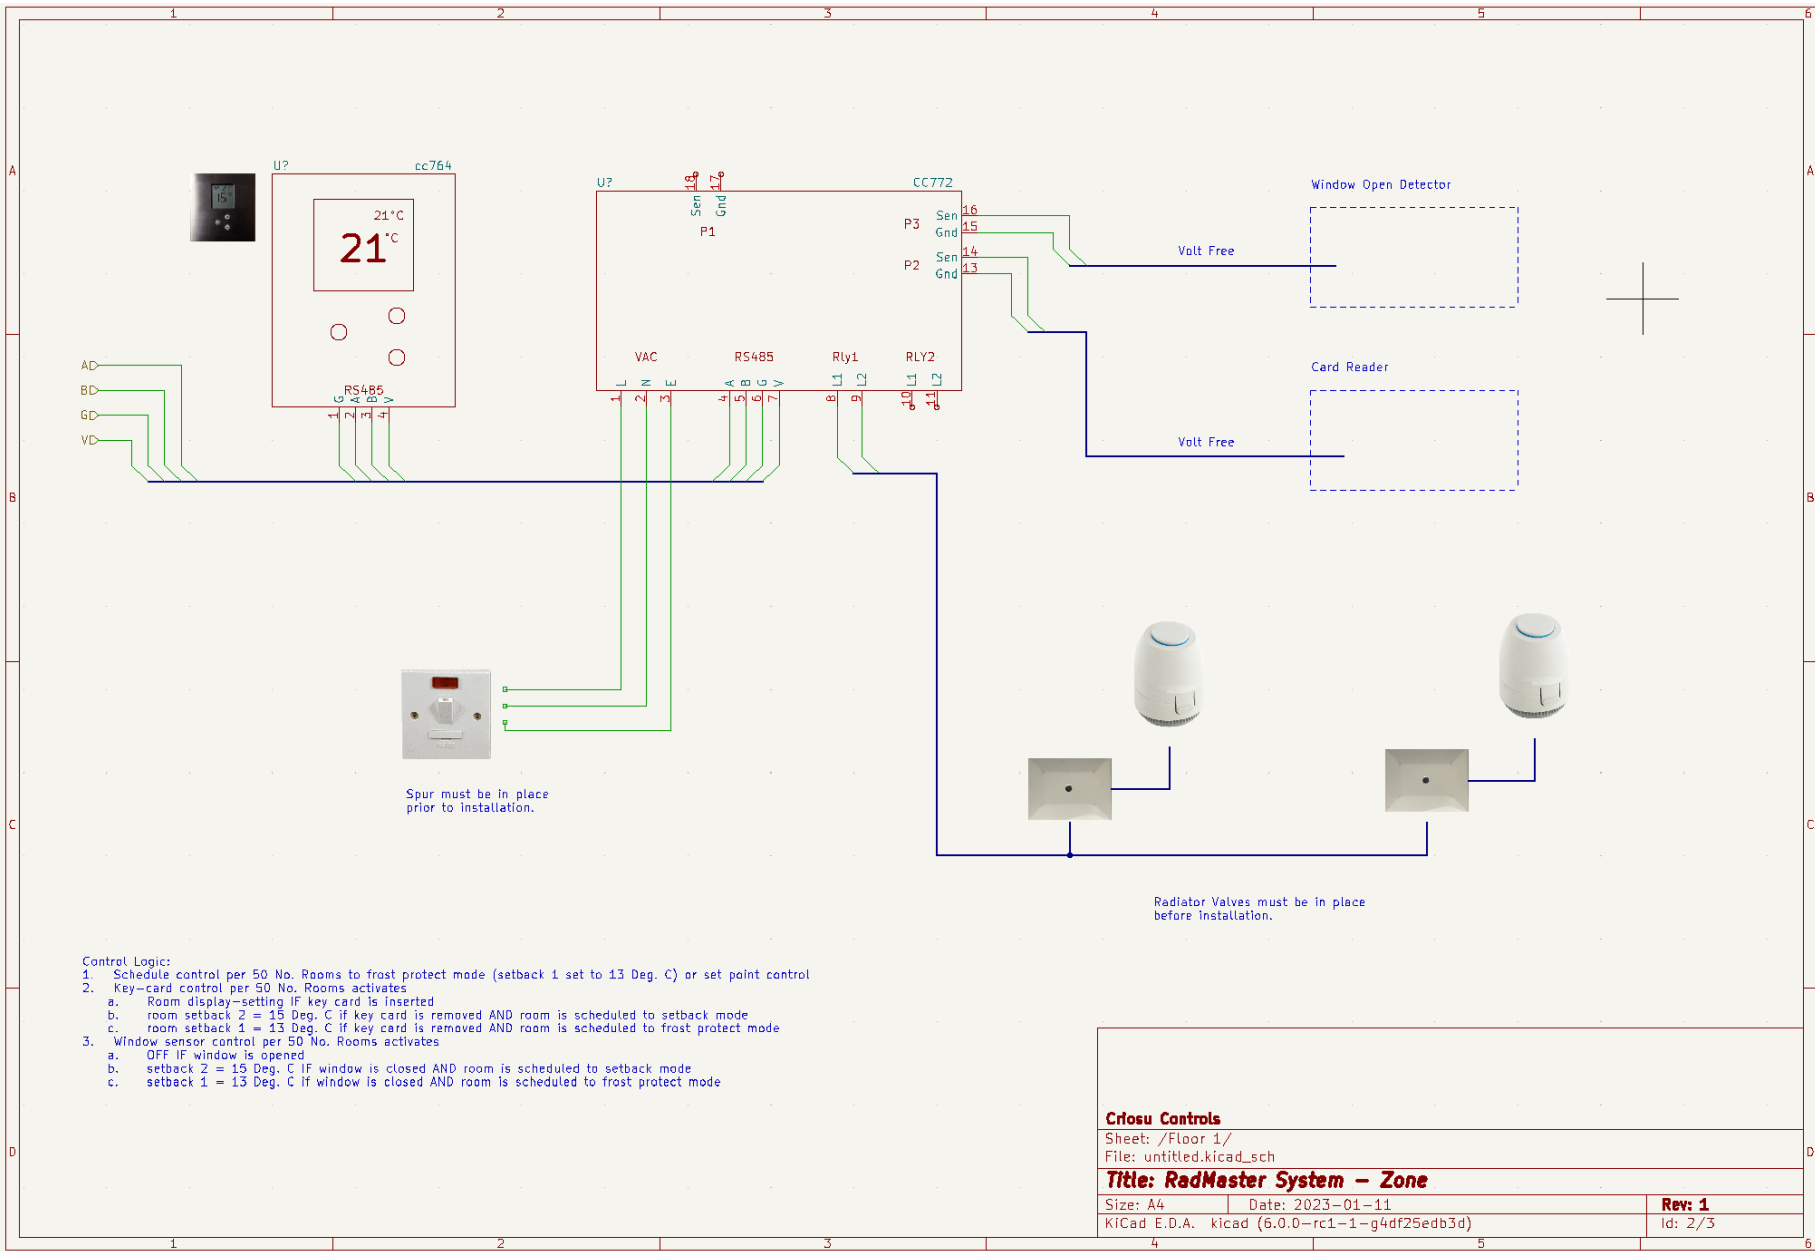 1 2 3 4 5 6
A
A
U?
cc764
21°C
21°C
RS485
G A B V
1 2 3 4
15°
A
B
G
V
U?
CC772
18 17
Sen Gnd
P1
P3
Sen 16
Gnd 15
P2
Sen 14
Gnd 13
VAC
RS485
Rly1
RLY2
L N E A B G V L1 L2 L1 L2
1 2 3 4 5 6 7 8 9 10 11
Window Open Detector
Volt Free
Card Reader
Volt Free
B
B
Spur must be in place
prior to installation.
C
C
Radiator Valves must be in place
before installation.
Control Logic:
1. Schedule control per 50 No. Rooms to frost protect mode (setback 1 set to 13 Deg. C) or set point control
2. Key-card control per 50 No. Rooms activates
a. Room display-setting IF key card is inserted
b. room setback 2 = 15 Deg. C if key card is removed AND room is scheduled to setback mode
c. room setback 1 = 13 Deg. C if key card is removed AND room is scheduled to frost protect mode
3. Window sensor control per 50 No. Rooms activates
a. OFF IF window is opened
b. setback 2 = 15 Deg. C IF window is closed AND room is scheduled to setback mode
c. setback 1 = 13 Deg. C if window is closed AND room is scheduled to frost protect mode
D
D
Criosu Controls
Sheet: /Floor 1/
File: untitled.kicad_sch
Title: RadMaster System - Zone
Size: A4
Date: 2023-01-11
Rev: 1
KiCad E.D.A. kicad (6.0.0-rc1-1-g4df25edb3d)
Id: 2/3
1 2 3 4 5 6